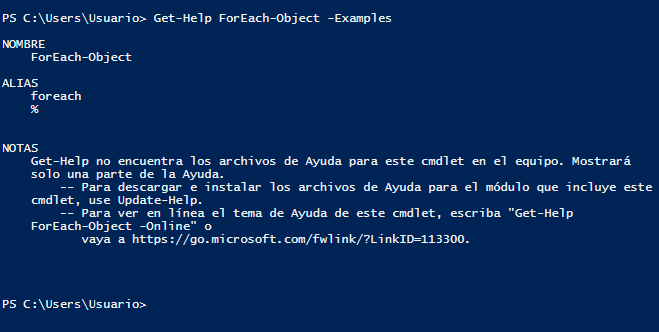 PS C:\Users\Usuario> Get-Help ForEach-Object -Examples
NOMBRE
ForEach-Object
ALIAS
foreach
%
NOTAS
Get-Help no encuentra los archivos de Ayuda para este cmdlet en el equipo. Mostrará
solo una parte de la Ayuda.
-- Para descargar e instalar los archivos de Ayuda para el módulo que incluye este
cmdlet, use Update-Help.
-- Para ver en línea el tema de Ayuda de este cmdlet, escriba "Get-Help
ForEach-Object -Online" o
vaya a https://go.microsoft.com/fwlink/?LinkID=113300.
PS C:\Users\Usuario>